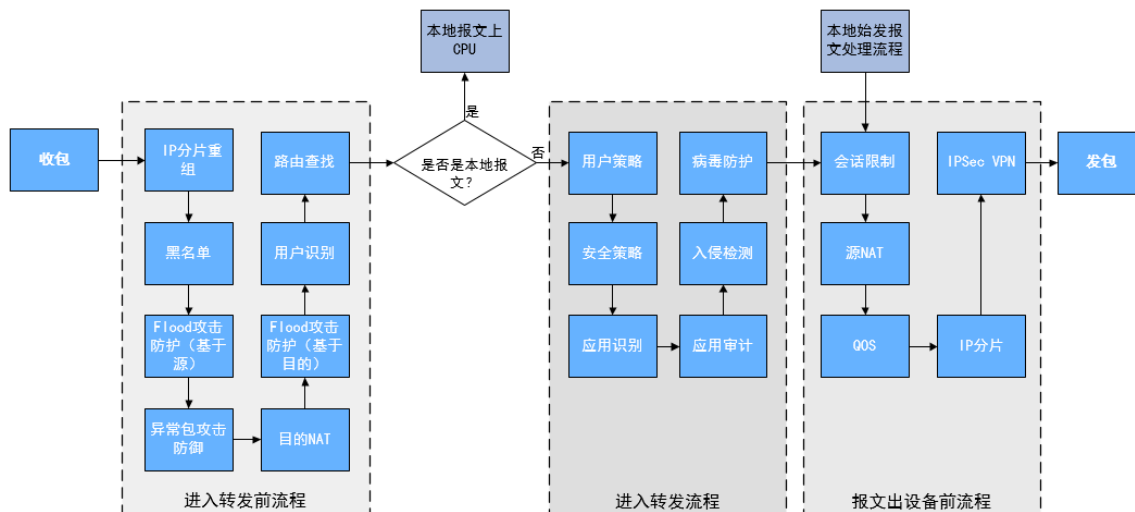 收包
IP分片重
组
黑名单
Flood攻击
防护（基于
源）
异常包攻击
防御
目的NAT
Flood攻击
防护（基于
目的）
用户识别
路由查找
进入转发前流程
是否是本地报
文?
是
本地报文上
CPU
否
用户策略
安全策略
应用识别
应用审计
入侵检测
病毒防护
进入转发流程
本地始发报
文处理流程
会话限制
源NAT
QOS
IP分片
IPSec VPN
报文出设备前流程
发包